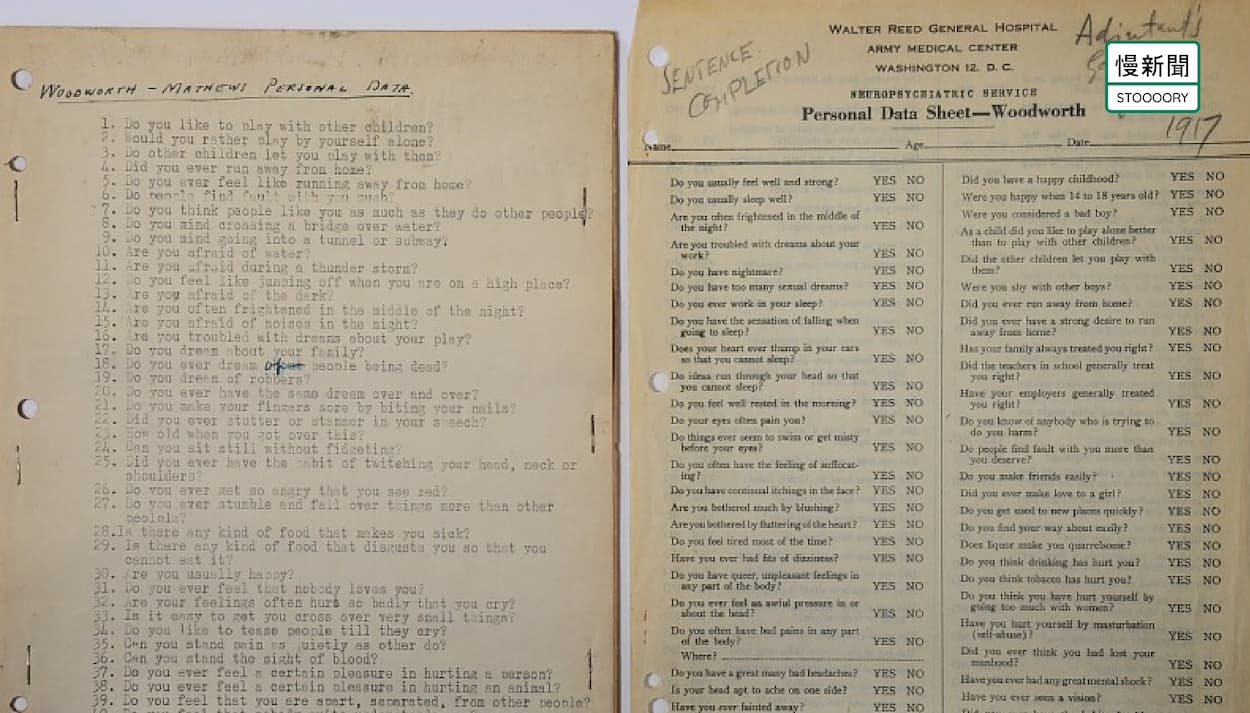 WOODWORTH - MATHEWS PERSONAL DATA.
1. Do you like to play with other children?
2. Would you rather play by yourself alone?
3. Do other children let you play with them?
4. Did you ever run away from home?
5. Do you ever feel like running away from home?
6. Do people find fault with you much?
7. Do you think people like you as much as they do other people?
8. Do you mind crossing a bridge over water?
9. Do you mind going into a tunnel or subway?
10. Are you afraid of water?
11. Are you afraid during a thunder storm?
12. Do you feel like jumping off when you are on a high place?
13. Are you afraid of the dark?
14. Are you often frightened in the middle of the night?
15. Are you afraid of noises in the night?
16. Are you troubled with dreams about your play?
17. Do you dream about your family?
18. Do you ever dream of people being dead?
19. Do you dream of robbers?
20. Do you ever have the same dream over and over?
21. Do you make your fingers sore by biting your nails?
22. Did you ever stutter or stammer in your speech?
23. How old when you got over this?
24. Can you sit still without fidgeting?
25. Did you ever have the habit of twitching your head, neck or
shoulders?
26. Do you ever get so angry that you see red?
27. Do you ever stumble and fall over things more than other
people?
28. Is there any kind of food that makes you sick?
29. Is there any kind of food that disgusts you so that you
cannot eat it?
30. Are you usually happy?
31. Do you ever feel that nobody loves you?
32. Are your feelings often hurt so badly that you cry?
33. Is it easy to get you cross over very small things?
34. Do you like to tease people till they cry?
35. Can you stand pain as quietly as other do?
36. Can you stand the sight of blood?
37. Do you ever feel a certain pleasure in hurting a person?
38. Do you ever feel a certain pleasure in hurting an animal?
39. Do you feel that you are apart, separated, from other people?
SENTENCE
COMPLETION
WALTER REED GENERAL HOSPITAL
ARMY MEDICAL CENTER
WASHINGTON 12, D. C.
NEUROPSYCHIATRIC SERVICE
Personal Data Sheet—Woodworth
Adjutant's
慢新聞
STOOOORY
1917
Name Age Date
Do you usually feel well and strong? YES NO
Do you usually sleep well? YES NO
Are you often frightened in the middle of
the night? YES NO
Are you troubled with dreams about your
work? YES NO
Do you have nightmare? YES NO
Do you have too many sexual dreams? YES NO
Do you ever work in your sleep? YES NO
Do you have the sensation of falling when
going to sleep? YES NO
Does your heart ever thump in your ears
so that you cannot sleep? YES NO
Do ideas run through your head so that
you cannot sleep? YES NO
Do you feel well rested in the morning? YES NO
Do your eyes often pain you? YES NO
Do things ever seem to swim or get misty
before your eyes? YES NO
Do you often have the feeling of suffocat-
ing? YES NO
Do you have continual itchings in the face? YES NO
Are you bothered much by blushing? YES NO
Are you bothered by fluttering of the heart? YES NO
Do you feel tired most of the time? YES NO
Have you ever had fits of dizziness? YES NO
Do you have queer, unpleasant feelings in
any part of the body? YES NO
Do you ever feel an awful pressure in or
about the head? YES NO
Do you often have bad pains in any part
of the body? YES NO
Where?
Do you have a great many bad headaches? YES NO
Is your head apt to ache on one side? YES NO
Have you ever fainted away? YES NO
Did you have a happy childhood? YES NO
Were you happy when 14 to 18 years old? YES NO
Were you considered a bad boy? YES NO
As a child did you like to play alone better
than to play with other children? YES NO
Did the other children let you play with
them? YES NO
Were you shy with other boys? YES NO
Did you ever run away from home? YES NO
Did you ever have a strong desire to run
away from home? YES NO
Has your family always treated you right? YES NO
Did the teachers in school generally treat
you right? YES NO
Have your employers generally treated
you right? YES NO
Do you know of anybody who is trying to
do you harm? YES NO
Do people find fault with you more than
you deserve? YES NO
Do you make friends easily? YES NO
Did you ever make love to a girl? YES NO
Do you get used to new places quickly? YES NO
Do you find your way about easily? YES NO
Does liquor make you quarrelsome? YES NO
Do you think drinking has hurt you? YES NO
Do you think tobacco has hurt you? YES NO
Do you think you have hurt yourself by
going too much with women? YES NO
Have you hurt yourself by masturbation
(self-abuse)? YES NO
Did you ever think you had lost your
manhood? YES NO
Have you ever had any great mental shock? YES NO
Have you ever seen a vision? YES NO